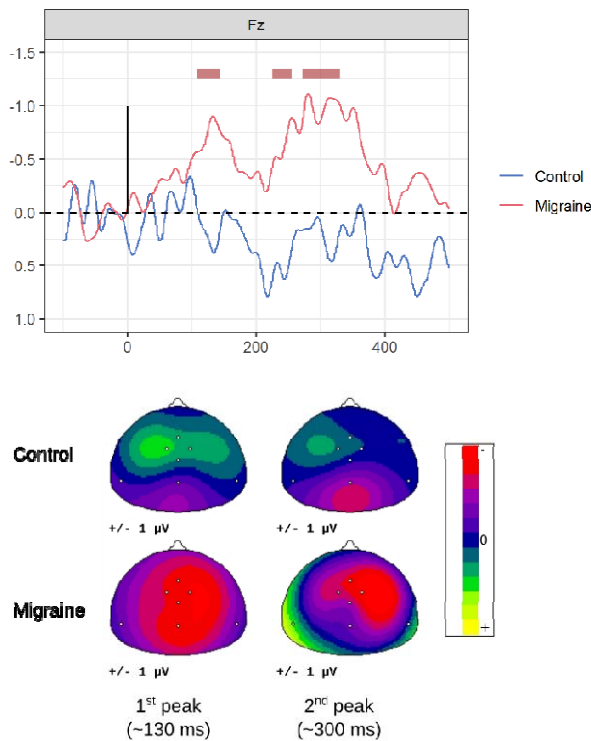 Fz
-1.5
-1.0
-0.5
0.0
0.5
1.0
0
200
400
Control
Migraine
Control
+/- 1 µV
+/- 1 µV
-
0
+
Migraine
+/- 1 µV
+/- 1 µV
1st peak
(~130 ms)
2nd peak
(~300 ms)